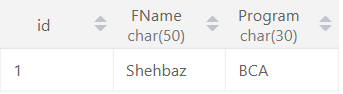 id FName Program
char(50) char(30)
1 Shehbaz BCA